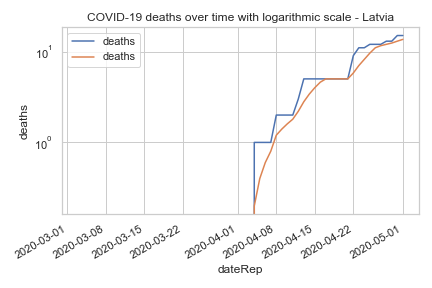 COVID-19 deaths over time with logarithmic scale - Latvia
deaths
deaths
10¹
10⁰
deaths
2020-03-01
2020-03-08
2020-03-15
2020-03-22
2020-04-01
2020-04-08
2020-04-15
2020-04-22
2020-05-01
dateRep